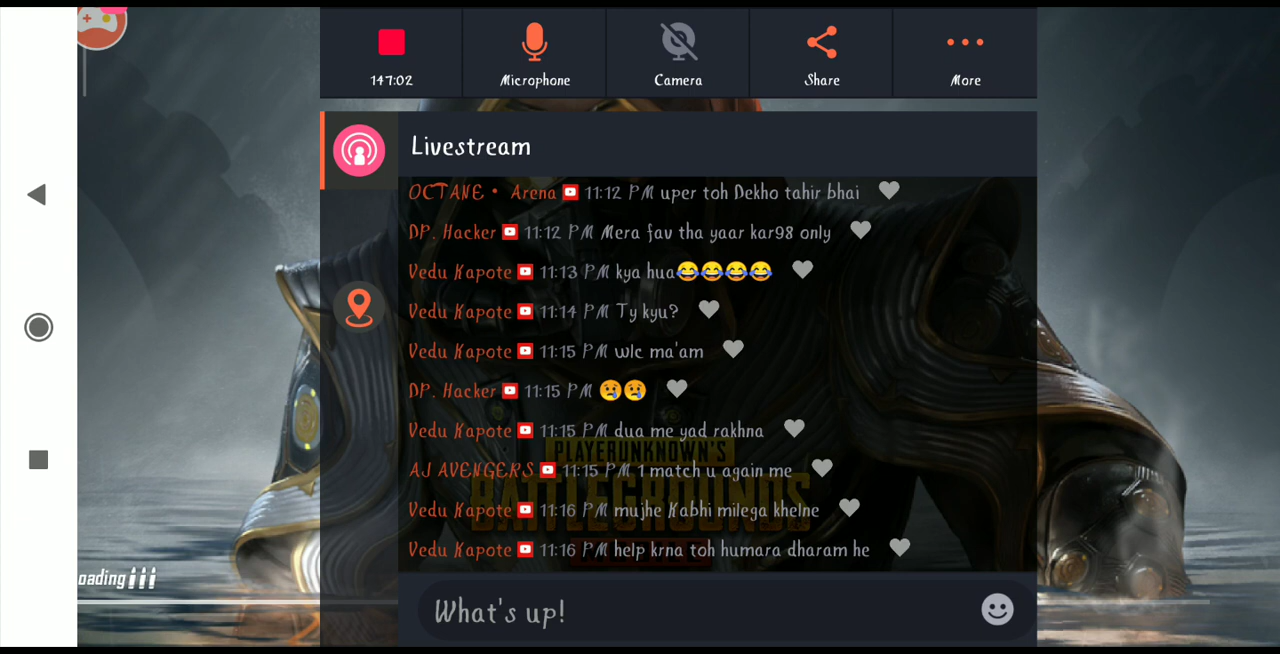 147:02
Microphone
Camera
Share
More
Livestream
OCTANE • Arena 11:12 PM uper toh Dekho tahir bhai
DP. Hacker 11:12 PM Mera fav tha yaar kar98 only
Vedu Kapote 11:13 PM kya hua😂😂😂😂
Vedu Kapote 11:14 PM Ty kyu?
Vedu Kapote 11:15 PM wlc ma'am
DP. Hacker 11:15 PM 😢😢
Vedu Kapote 11:15 PM dua me yad rakhna
PLAYERUNKNOWN'S
AJ AVENGERS 11:15 PM 1 match u again me
BATTLEGROUNDS
Vedu Kapote 11:16 PM mujhe Kabhi milega khelne
Vedu Kapote 11:16 PM help krna toh humara dharam he
oading
What's up!